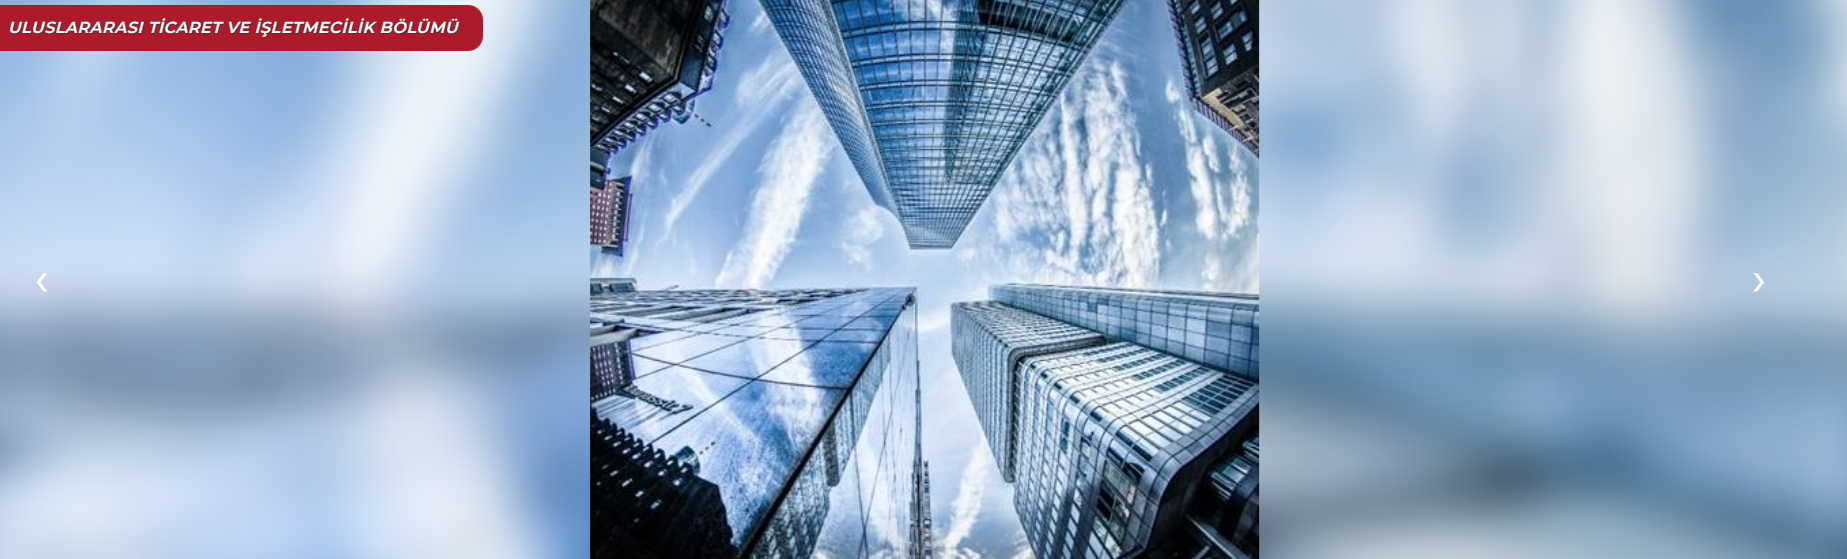 ULUSLARARASI TİCARET VE İŞLETMECİLİK BÖLÜMÜ